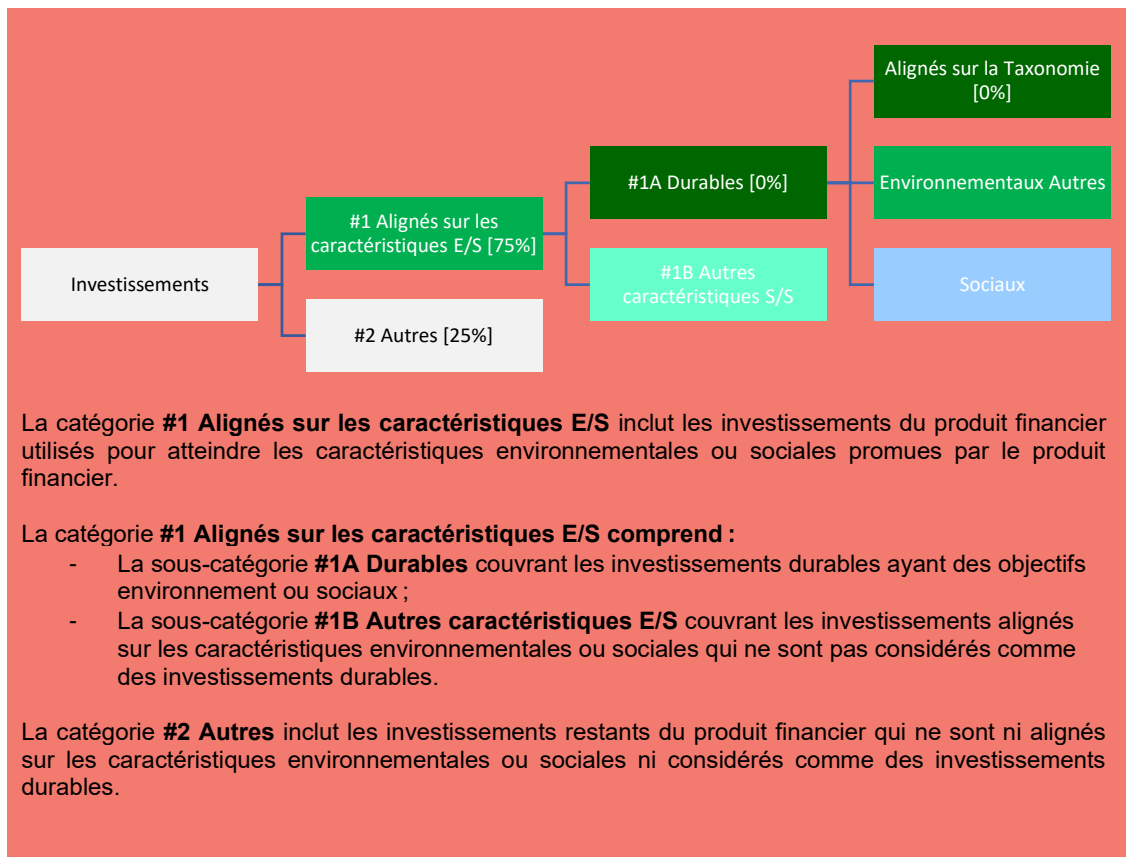 Alignés sur la Taxonomie
[0%]
#1A Durables [0%]
Environnementaux Autres
#1 Alignés sur les
caractéristiques E/S [75%]
Investissements
#1B Autres
caractéristiques S/S
Sociaux
#2 Autres [25%]
La catégorie #1 Alignés sur les caractéristiques E/S inclut les investissements du produit financier
utilisés pour atteindre les caractéristiques environnementales ou sociales promues par le produit
financier.
La catégorie #1 Alignés sur les caractéristiques E/S comprend :
- La sous-catégorie #1A Durables couvrant les investissements durables ayant des objectifs
environnement ou sociaux ;
- La sous-catégorie #1B Autres caractéristiques E/S couvrant les investissements alignés
sur les caractéristiques environnementales ou sociales qui ne sont pas considérés comme
des investissements durables.
La catégorie #2 Autres inclut les investissements restants du produit financier qui ne sont ni alignés
sur les caractéristiques environnementales ou sociales ni considérés comme des investissements
durables.